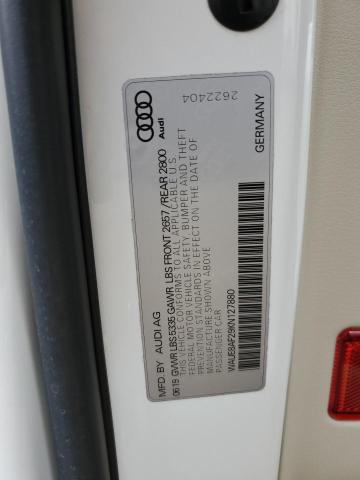 Audi
2622404
GERMANY
MFD. BY AUDI AG
06.19 GVWR LBS 5335 GAWR LBS FRONT 2657 / REAR 2800
THIS VEHICLE CONFORMS TO ALL APPLICABLE U.S.
FEDERAL MOTOR VEHICLE SAFETY, BUMPER AND THEFT
PREVENTION STANDARDS IN EFFECT ON THE DATE OF
MANUFACTURE SHOWN ABOVE
PASSENGER CAR
WAUE8AF29KN127880